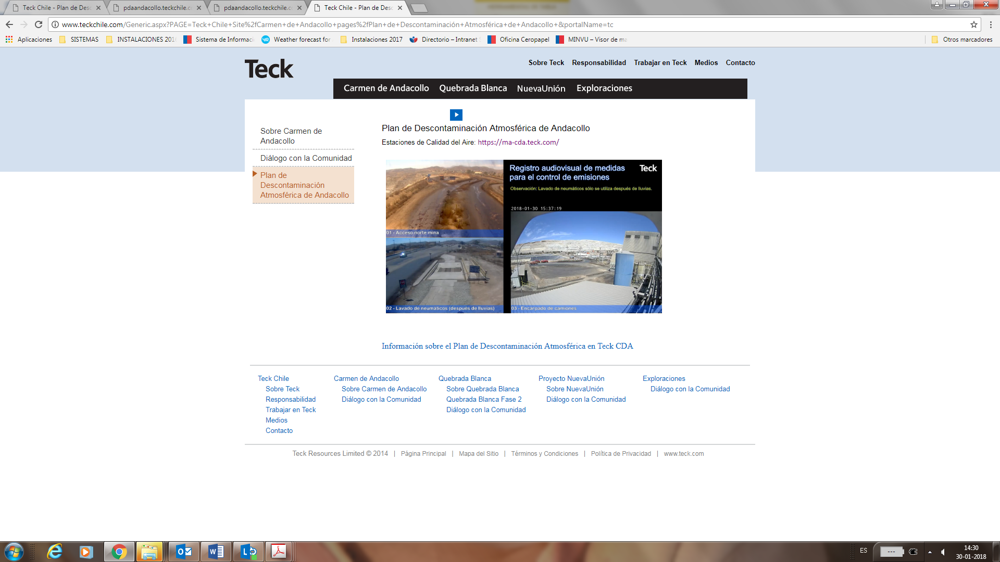 Teck Chile - Plan de Desc
pdaandacollo.teckchile.c
pdaandacollo.teckchile.c
Teck Chile - Plan de Desc
www.teckchile.com/Generic.aspx?PAGE=Teck+Chile+Site%2fCarmen+de+Andacollo+pages%2fPlan+de+Descontaminación+Atmosférica+de+Andacollo+&portalName=tc
Aplicaciones
SISTEMAS
INSTALACIONES 201
Sistema de Informaci
Weather forecast for
Instalaciones 2017
Directorio – Intranet
Oficina Ceropapel
MINVU – Visor de ma
Otros marcadores
Teck
Sobre Teck Responsabilidad Trabajar en Teck Medios Contacto
Carmen de Andacollo Quebrada Blanca NuevaUnión Exploraciones
Sobre Carmen de
Andacollo
Diálogo con la Comunidad
Plan de
Descontaminación
Atmosférica de Andacollo
Plan de Descontaminación Atmosférica de Andacollo
Estaciones de Calidad del Aire: https://ma-cda.teck.com/
Registro audiovisual de medidas
para el control de emisiones
Teck
Observación: Lavado de neumáticos sólo se utiliza después de lluvias.
2018-01-30 15:37:19
01 - Acceso norte mina
02 - Lavado de neumáticos (después de lluvias)
03 - Encarpado de camiones
Información sobre el Plan de Descontaminación Atmosférica en Teck CDA
Teck Chile
Sobre Teck
Responsabilidad
Trabajar en Teck
Medios
Contacto
Carmen de Andacollo
Sobre Carmen de Andacollo
Diálogo con la Comunidad
Quebrada Blanca
Sobre Quebrada Blanca
Quebrada Blanca Fase 2
Diálogo con la Comunidad
Proyecto NuevaUnión
Sobre NuevaUnión
Diálogo con la Comunidad
Exploraciones
Diálogo con la Comunidad
Teck Resources Limited © 2014 | Página Principal | Mapa del Sitio | Términos y Condiciones | Política de Privacidad | www.teck.com
ES
14:30
30-01-2018